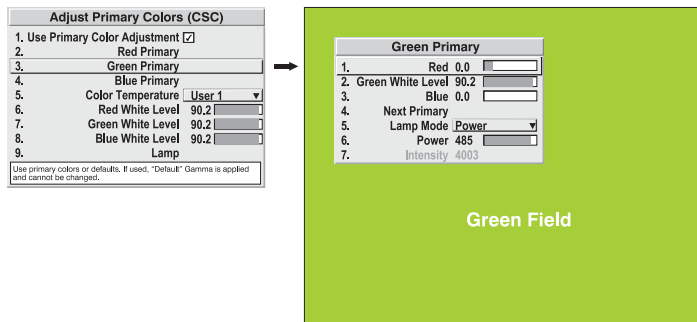 Adjust Primary Colors (CSC)
1. Use Primary Color Adjustment ☑
2. Red Primary
3. Green Primary
4. Blue Primary
5. Color Temperature User 1
6. Red White Level 90.2
7. Green White Level 90.2
8. Blue White Level 90.2
9. Lamp
Use primary colors or defaults. If used, "Default" Gamma is applied
and cannot be changed.
Green Primary
1. Red 0.0
2. Green White Level 90.2
3. Blue 0.0
4. Next Primary
5. Lamp Mode Power
6. Power 485
7. Intensity 4003
Green Field